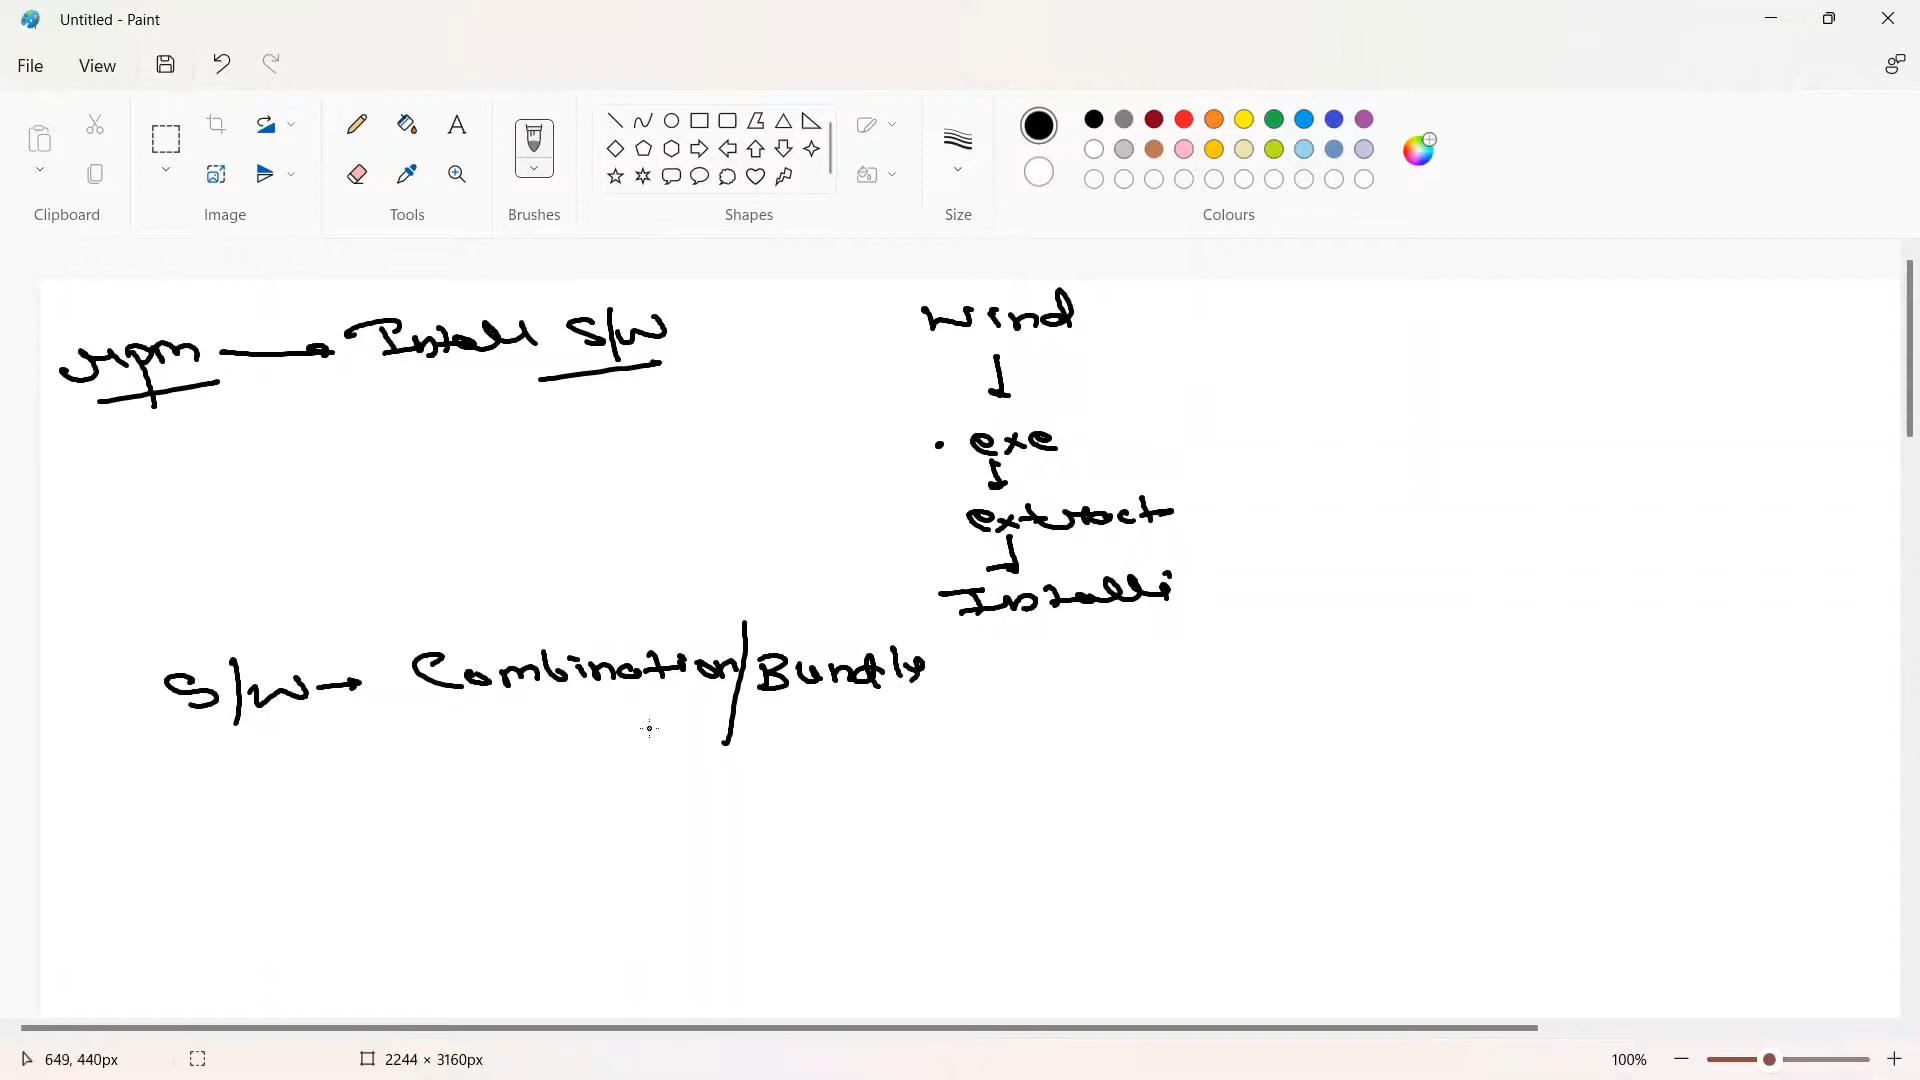 Untitled - Paint
File View
Clipboard Image Tools Brushes Shapes Size Colours
rpm → Install S/W
Wind
. exe
extract
Install
S/W → Combination/Bundle
649, 440px 2244 × 3160px 100%